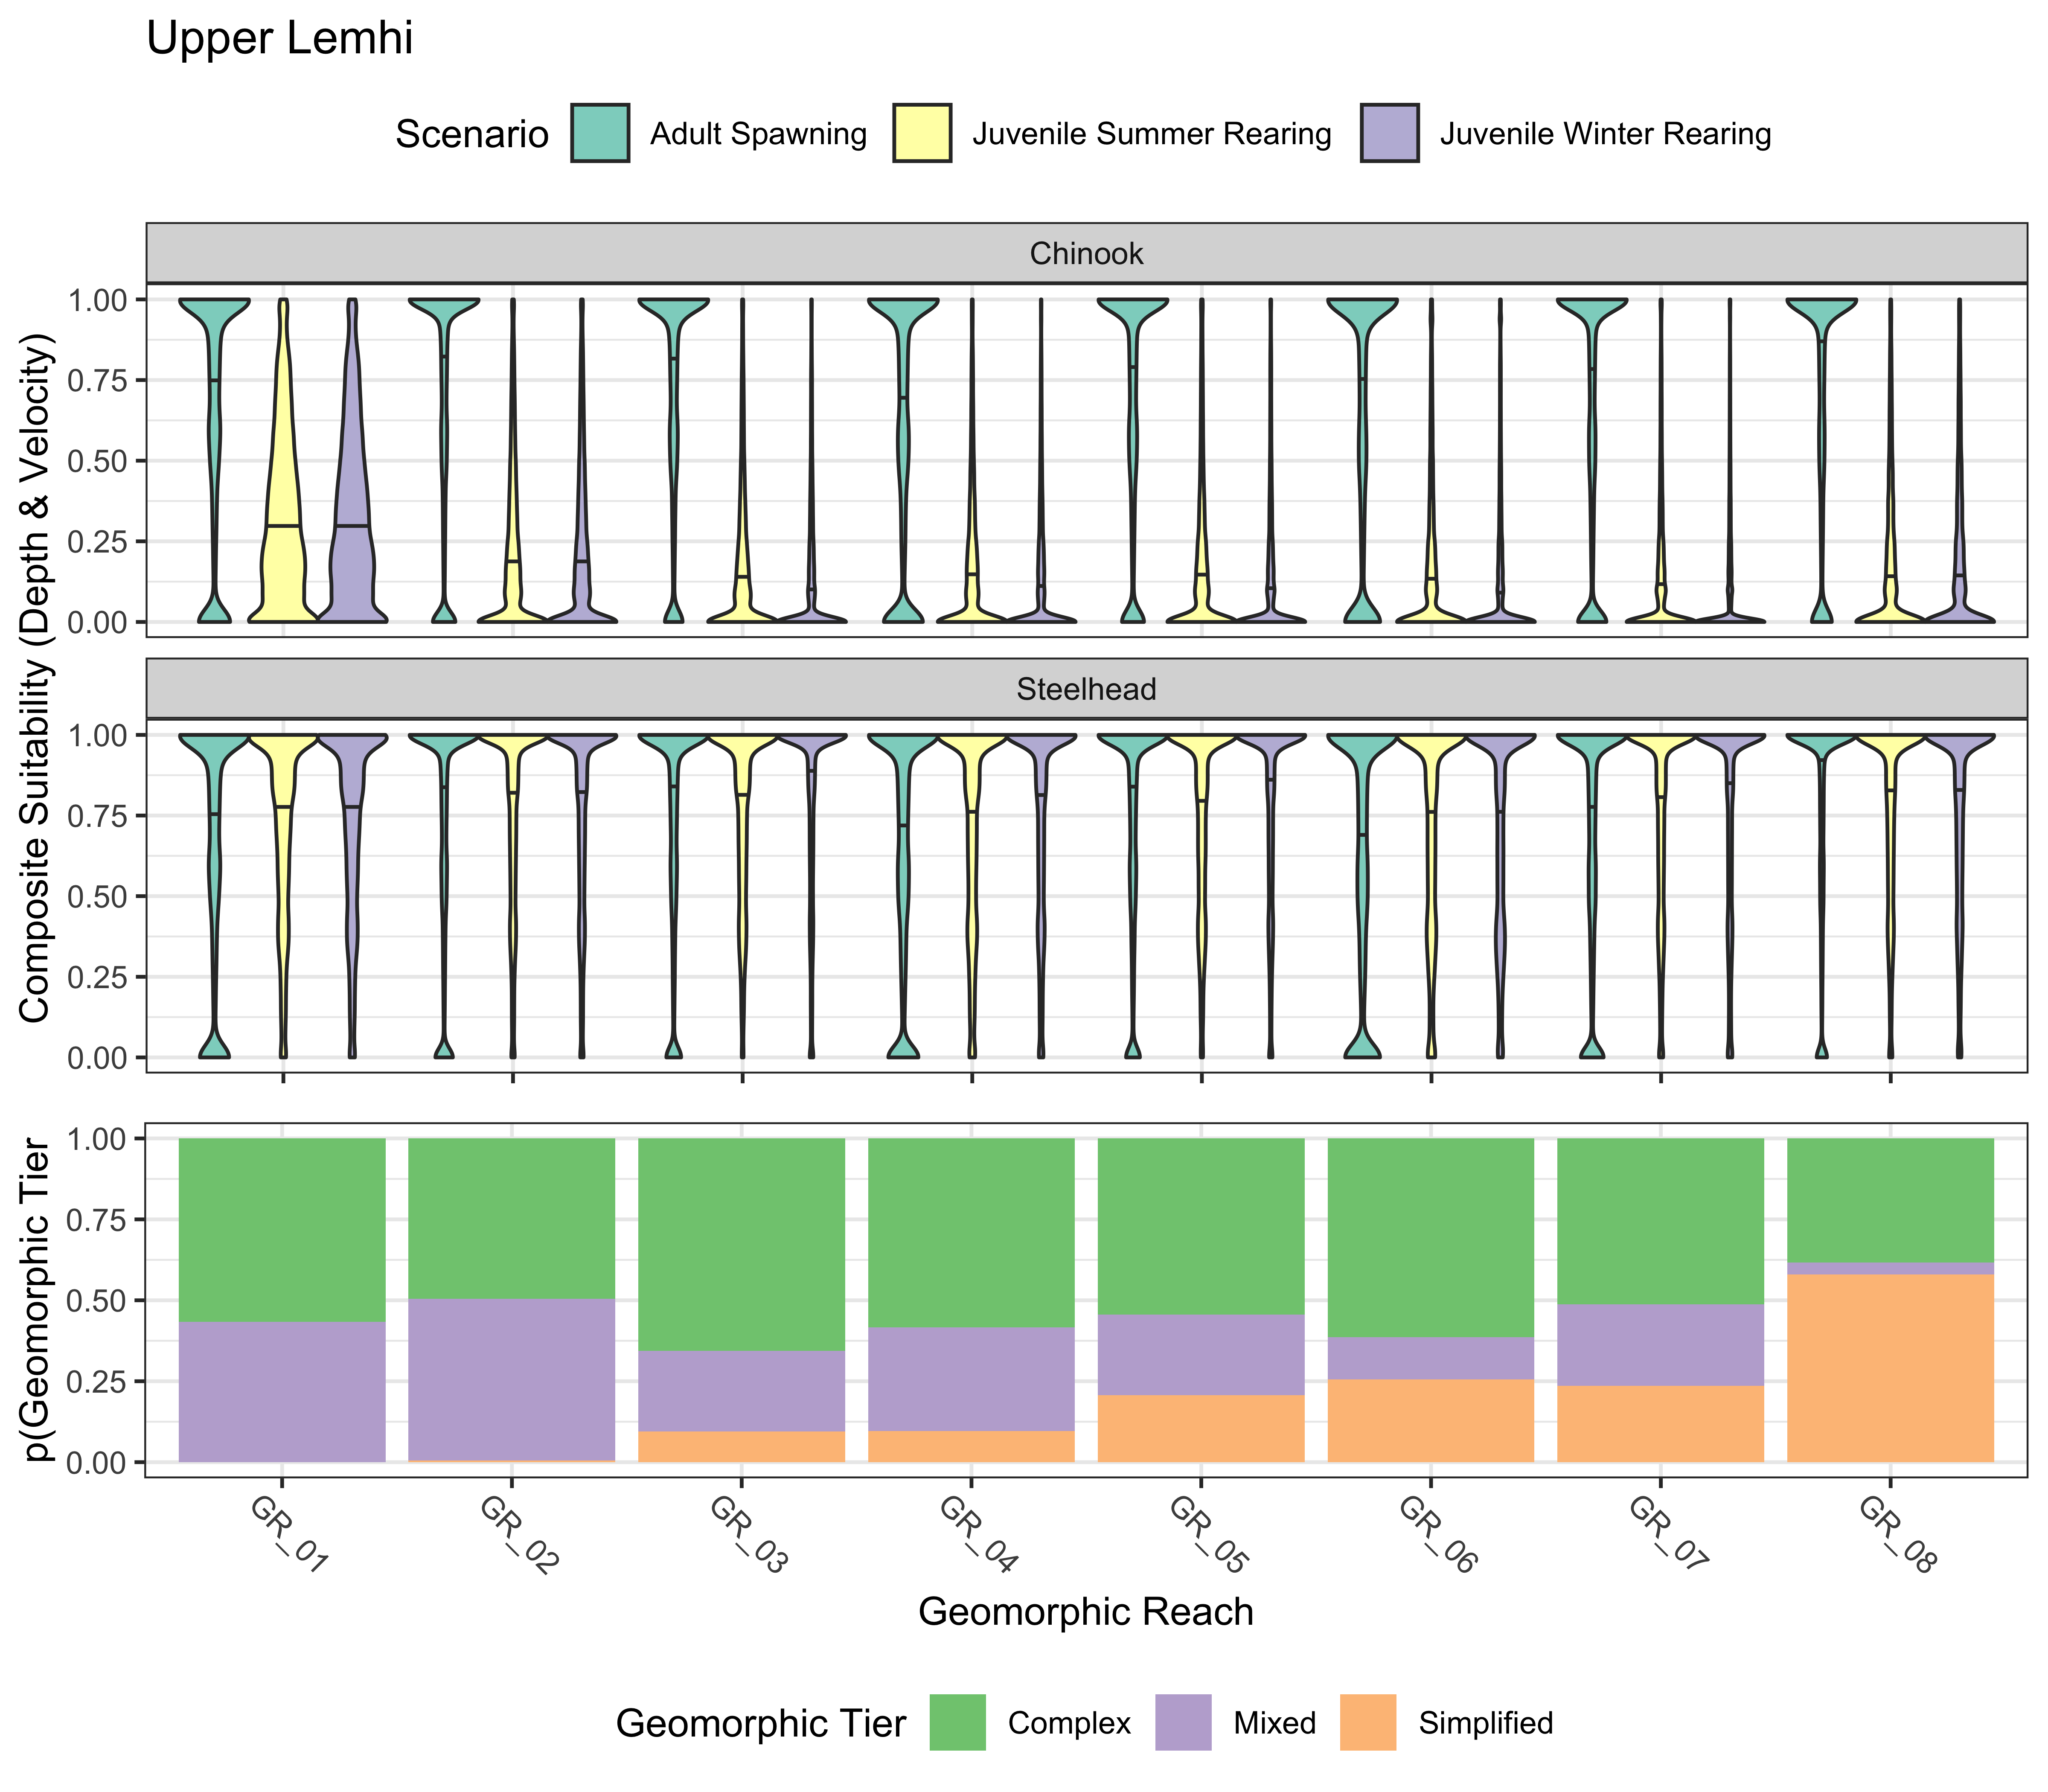 Upper Lemhi
Scenario Adult Spawning Juvenile Summer Rearing Juvenile Winter Rearing
Composite Suitability (Depth & Velocity)
Chinook
1.00
0.75
0.50
0.25
0.00
Steelhead
1.00
0.75
0.50
0.25
0.00
p(Geomorphic Tier
1.00
0.75
0.50
0.25
0.00
GR_01 GR_02 GR_03 GR_04 GR_05 GR_06 GR_07 GR_08
Geomorphic Reach
Geomorphic Tier Complex Mixed Simplified